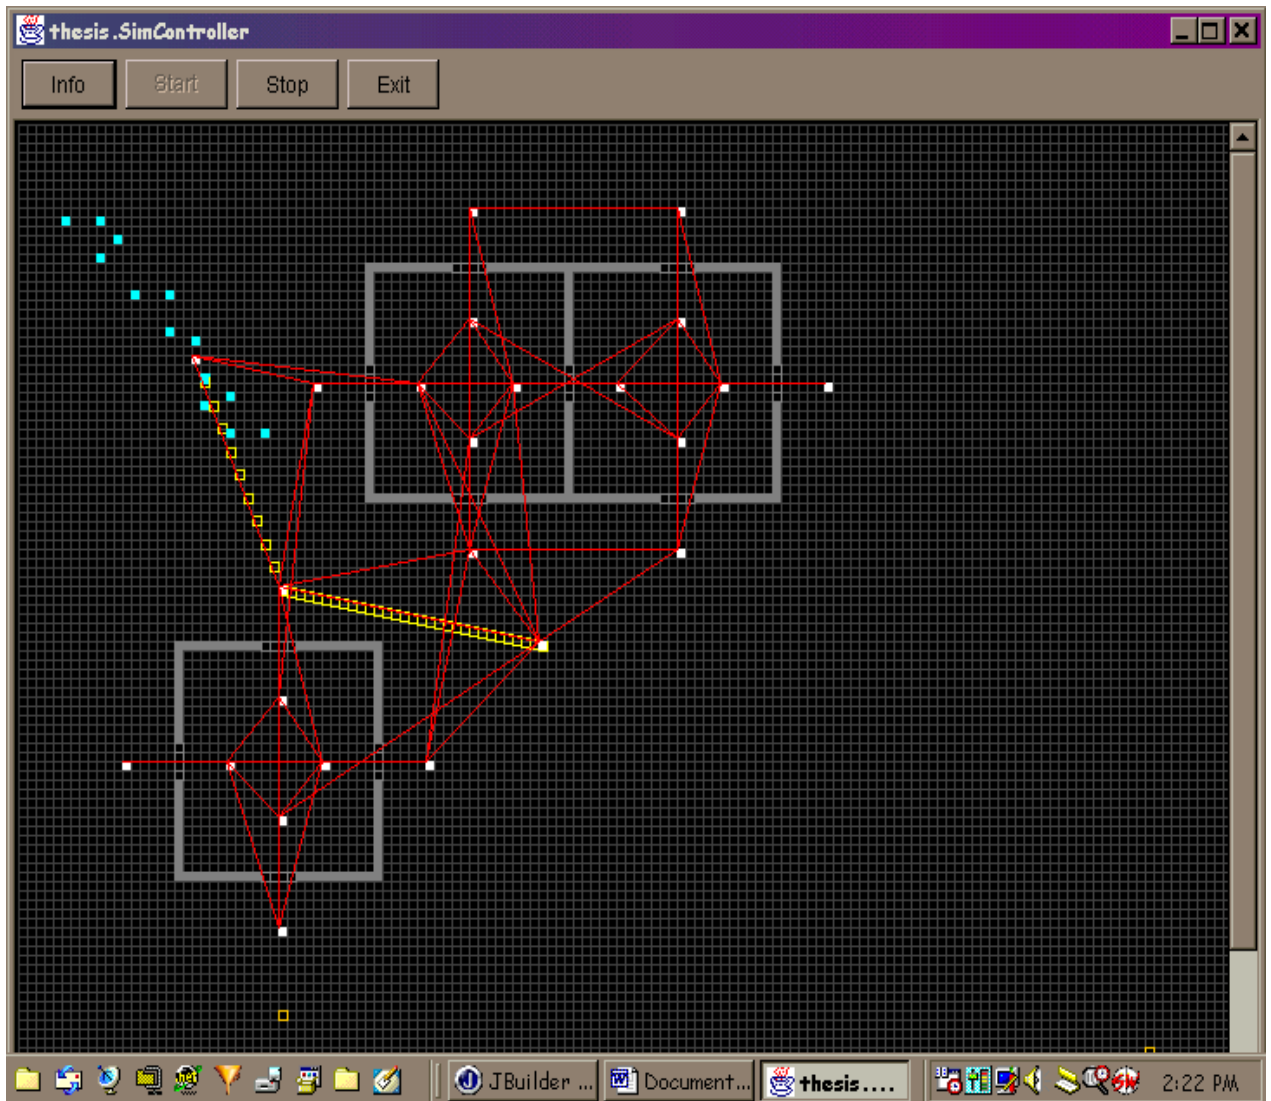 thesis.SimController
Info Start Stop Exit
JBuilder ... Document... thesis.... 2:22 PM